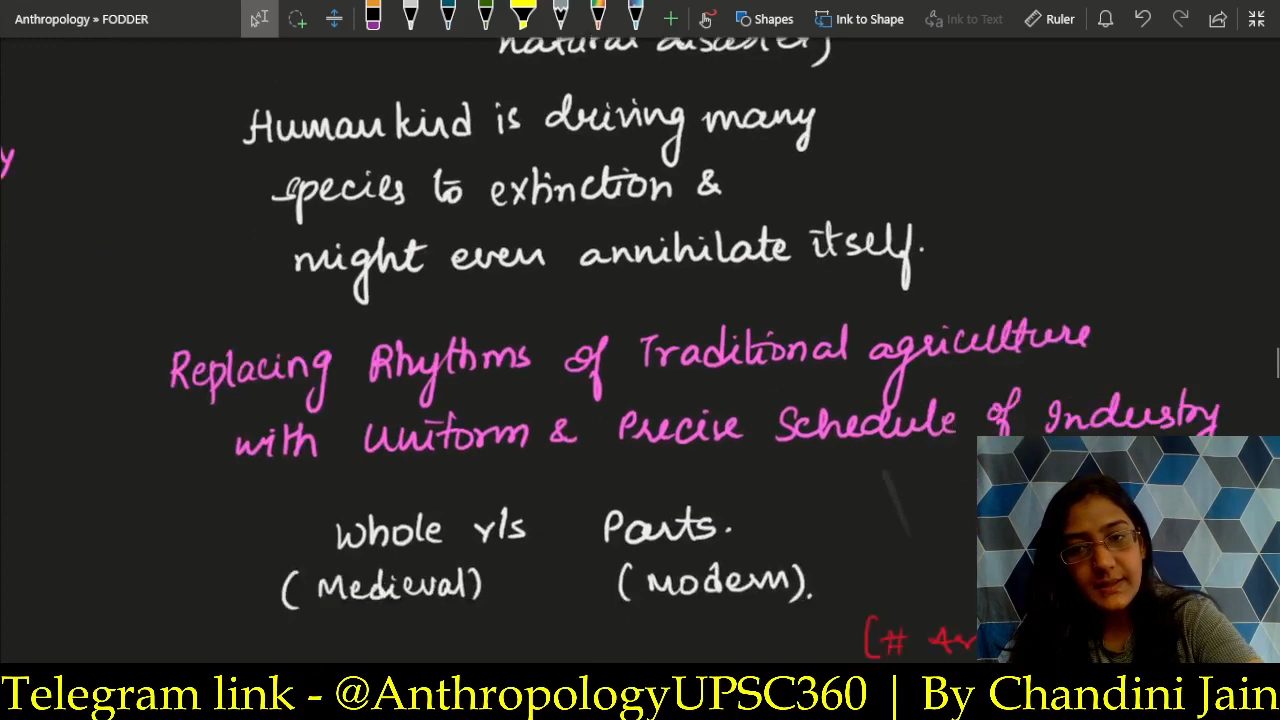 Anthropology » FODDER
Shapes
Ink to Shape
Ink to Text
Ruler
natural disaster)
y
Humankind is driving many
species to extinction &
might even annihilate itself.
Replacing Rhythms of Traditional agriculture
with Uniform & Precise Schedule of Industry
Whole v/s Parts.
(Medieval) (Modern).
(#
Telegram link - @AnthropologyUPSC360 | By Chandini Jain